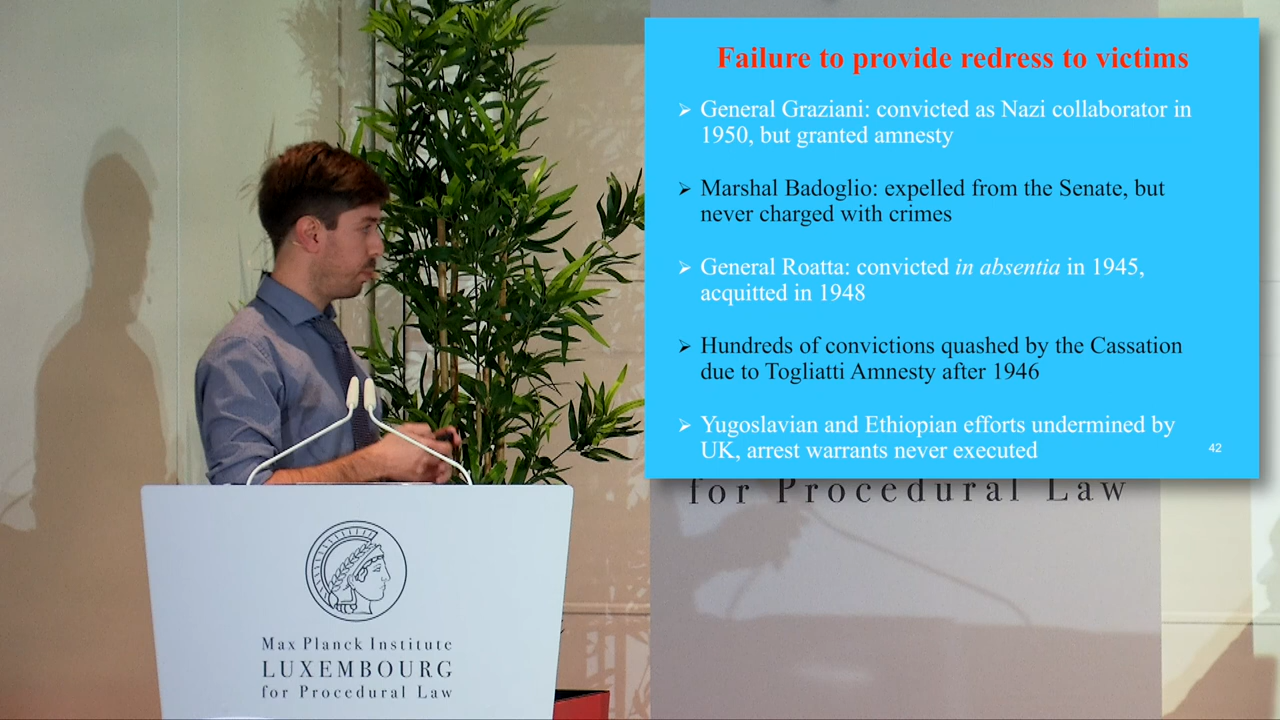 Failure to provide redress to victims
➢ General Graziani: convicted as Nazi collaborator in
1950, but granted amnesty
➢ Marshal Badoglio: expelled from the Senate, but
never charged with crimes
➢ General Roatta: convicted in absentia in 1945,
acquitted in 1948
➢ Hundreds of convictions quashed by the Cassation
due to Togliatti Amnesty after 1946
➢ Yugoslavian and Ethiopian efforts undermined by
UK, arrest warrants never executed
42
for Procedural Law
Max Planck Institute
LUXEMBOURG
for Procedural Law